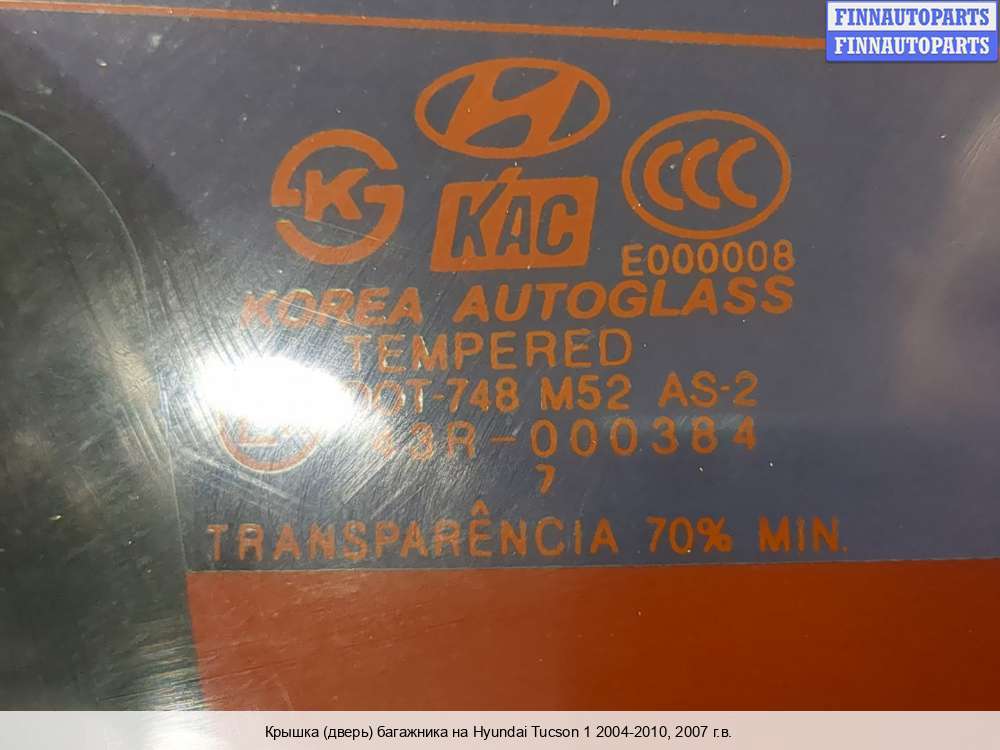 FINNAUTOPARTS
FINNAUTOPARTS
KAC
CCC
E000008
KOREA AUTOGLASS
TEMPERED
DOT-748 M52 AS-2
43R-000384
7
TRANSPARÊNCIA 70% MIN.
Крышка (дверь) багажника на Hyundai Tucson 1 2004-2010, 2007 г.в.